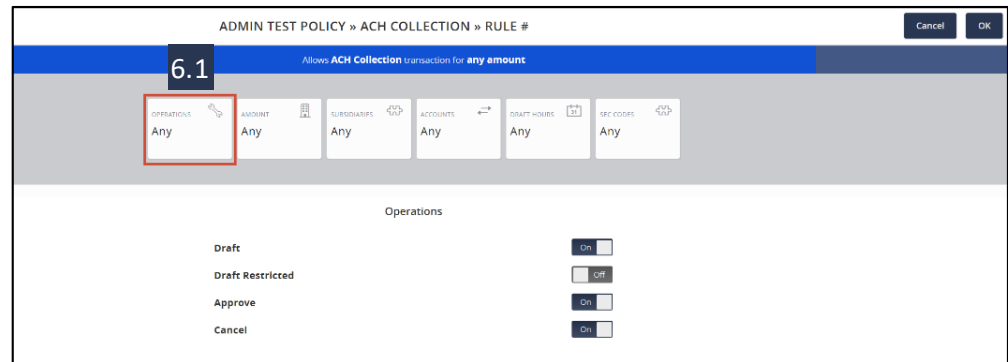 ADMIN TEST POLICY » ACH COLLECTION » RULE #
Cancel
OK
Allows ACH Collection transaction for any amount
6.1
OPERATIONS
Any
AMOUNT
Any
SUBSIDIARIES
Any
ACCOUNTS
Any
DRAFT HOURS
31
Any
SEC CODES
Any
Operations
Draft
On
Draft Restricted
Off
Approve
On
Cancel
On